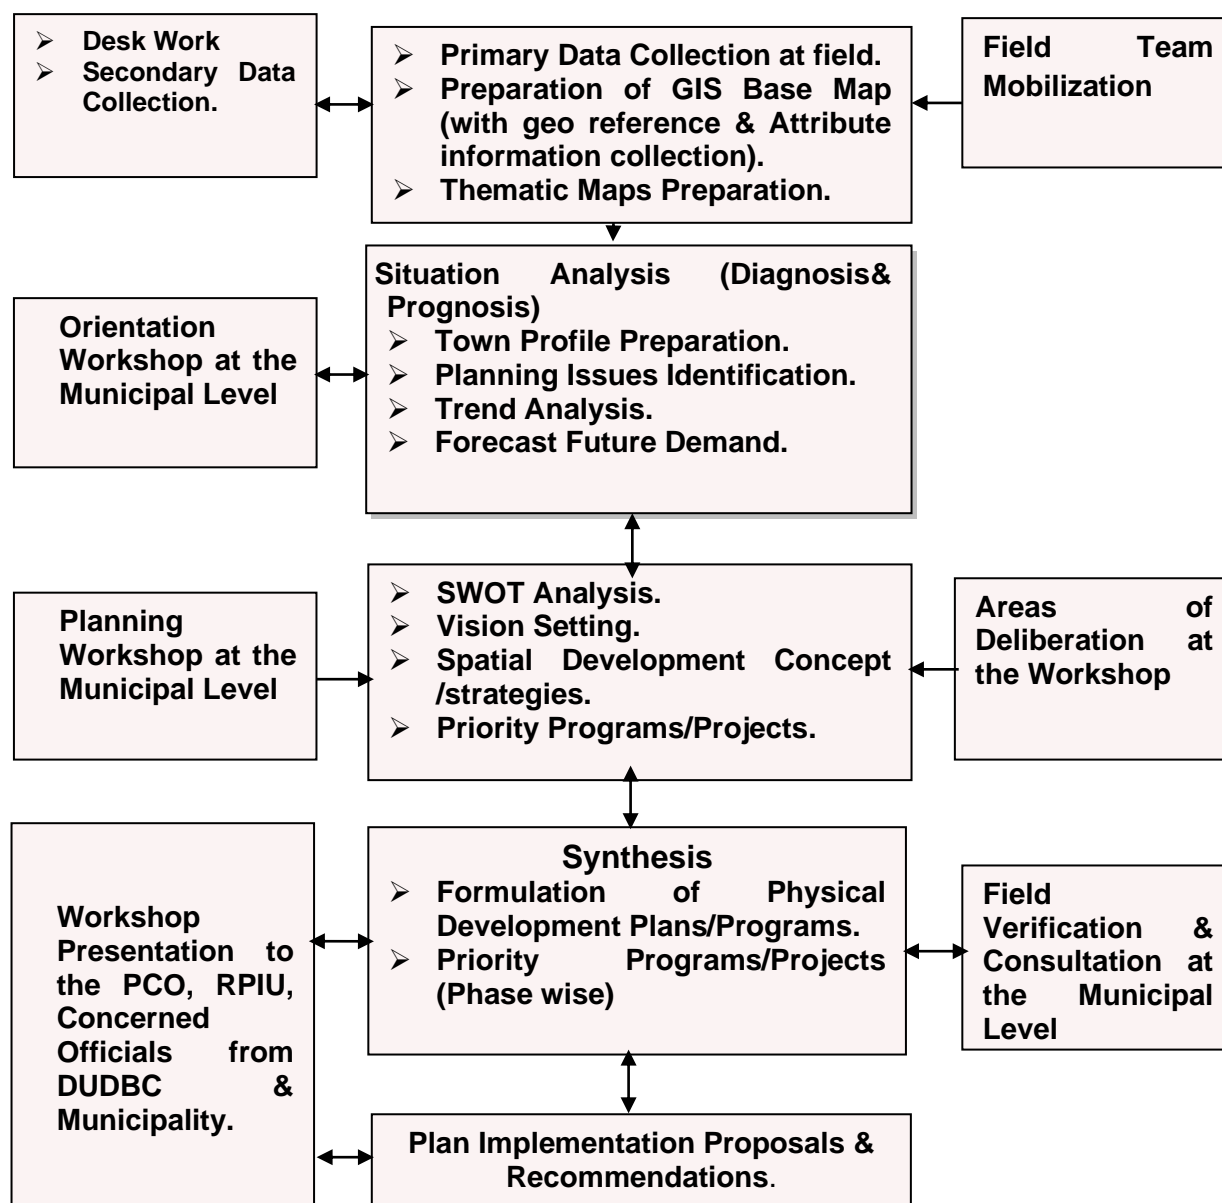 ➢ Desk Work
➢ Secondary Data
Collection.
➢ Primary Data Collection at field.
➢ Preparation of GIS Base Map
(with geo reference & Attribute
information collection).
➢ Thematic Maps Preparation.
Field Team
Mobilization
Situation Analysis (Diagnosis&
Prognosis)
➢ Town Profile Preparation.
➢ Planning Issues Identification.
➢ Trend Analysis.
➢ Forecast Future Demand.
Orientation
Workshop at the
Municipal Level
Planning
Workshop at the
Municipal Level
➢ SWOT Analysis.
➢ Vision Setting.
➢ Spatial Development Concept
/strategies.
➢ Priority Programs/Projects.
Areas of
Deliberation at
the Workshop
Workshop
Presentation to
the PCO, RPIU,
Concerned
Officials from
DUDBC &
Municipality.
Synthesis
➢ Formulation of Physical
Development Plans/Programs.
➢ Priority Programs/Projects
(Phase wise)
Field
Verification &
Consultation at
the Municipal
Level
Plan Implementation Proposals &
Recommendations.